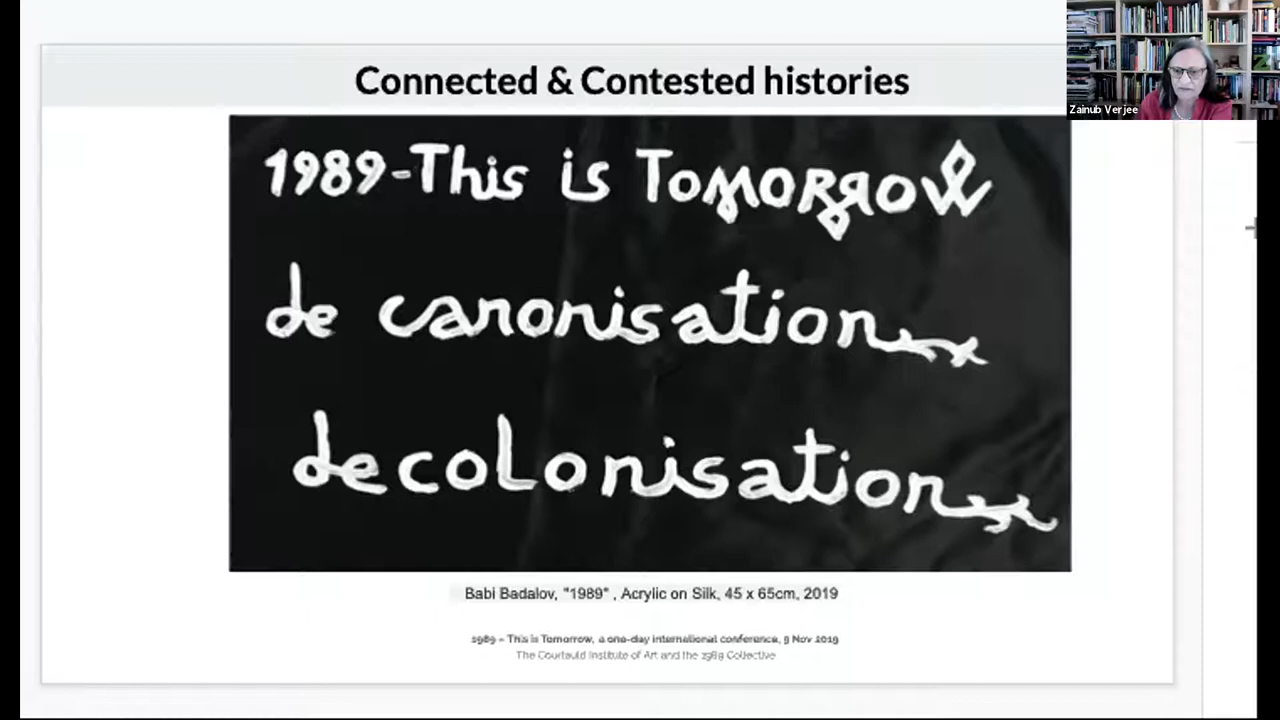 Connected & Contested histories
Zainub Verjee
1989-This is Tomorrow
de canonisation
decolonisation
Babi Badalov, "1989" , Acrylic on Silk, 45 x 65cm, 2019
1989 – This is Tomorrow, a one-day international conference, 9 Nov 2019
The Courtauld Institute of Art and the 1989 Collective